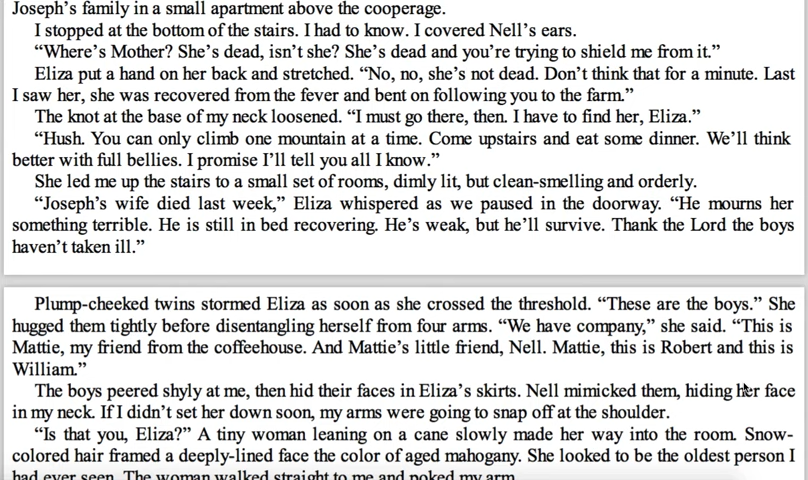 Joseph’s family in a small apartment above the cooperage.
I stopped at the bottom of the stairs. I had to know. I covered Nell’s ears.
“Where’s Mother? She’s dead, isn’t she? She’s dead and you’re trying to shield me from it.”
Eliza put a hand on her back and stretched. “No, no, she’s not dead. Don’t think that for a minute. Last
I saw her, she was recovered from the fever and bent on following you to the farm.”
The knot at the base of my neck loosened. “I must go there, then. I have to find her, Eliza.”
“Hush. You can only climb one mountain at a time. Come upstairs and eat some dinner. We’ll think
better with full bellies. I promise I’ll tell you all I know.”
She led me up the stairs to a small set of rooms, dimly lit, but clean-smelling and orderly.
“Joseph’s wife died last week,” Eliza whispered as we paused in the doorway. “He mourns her
something terrible. He is still in bed recovering. He’s weak, but he’ll survive. Thank the Lord the boys
haven’t taken ill.”
Plump-cheeked twins stormed Eliza as soon as she crossed the threshold. “These are the boys.” She
hugged them tightly before disentangling herself from four arms. “We have company,” she said. “This is
Mattie, my friend from the coffeehouse. And Mattie’s little friend, Nell. Mattie, this is Robert and this is
William.”
The boys peered shyly at me, then hid their faces in Eliza’s skirts. Nell mimicked them, hiding her face
in my neck. If I didn’t set her down soon, my arms were going to snap off at the shoulder.
“Is that you, Eliza?” A tiny woman leaning on a cane slowly made her way into the room. Snow-
colored hair framed a deeply-lined face the color of aged mahogany. She looked to be the oldest person I
had ever seen. The woman walked straight to me and poked my arm.